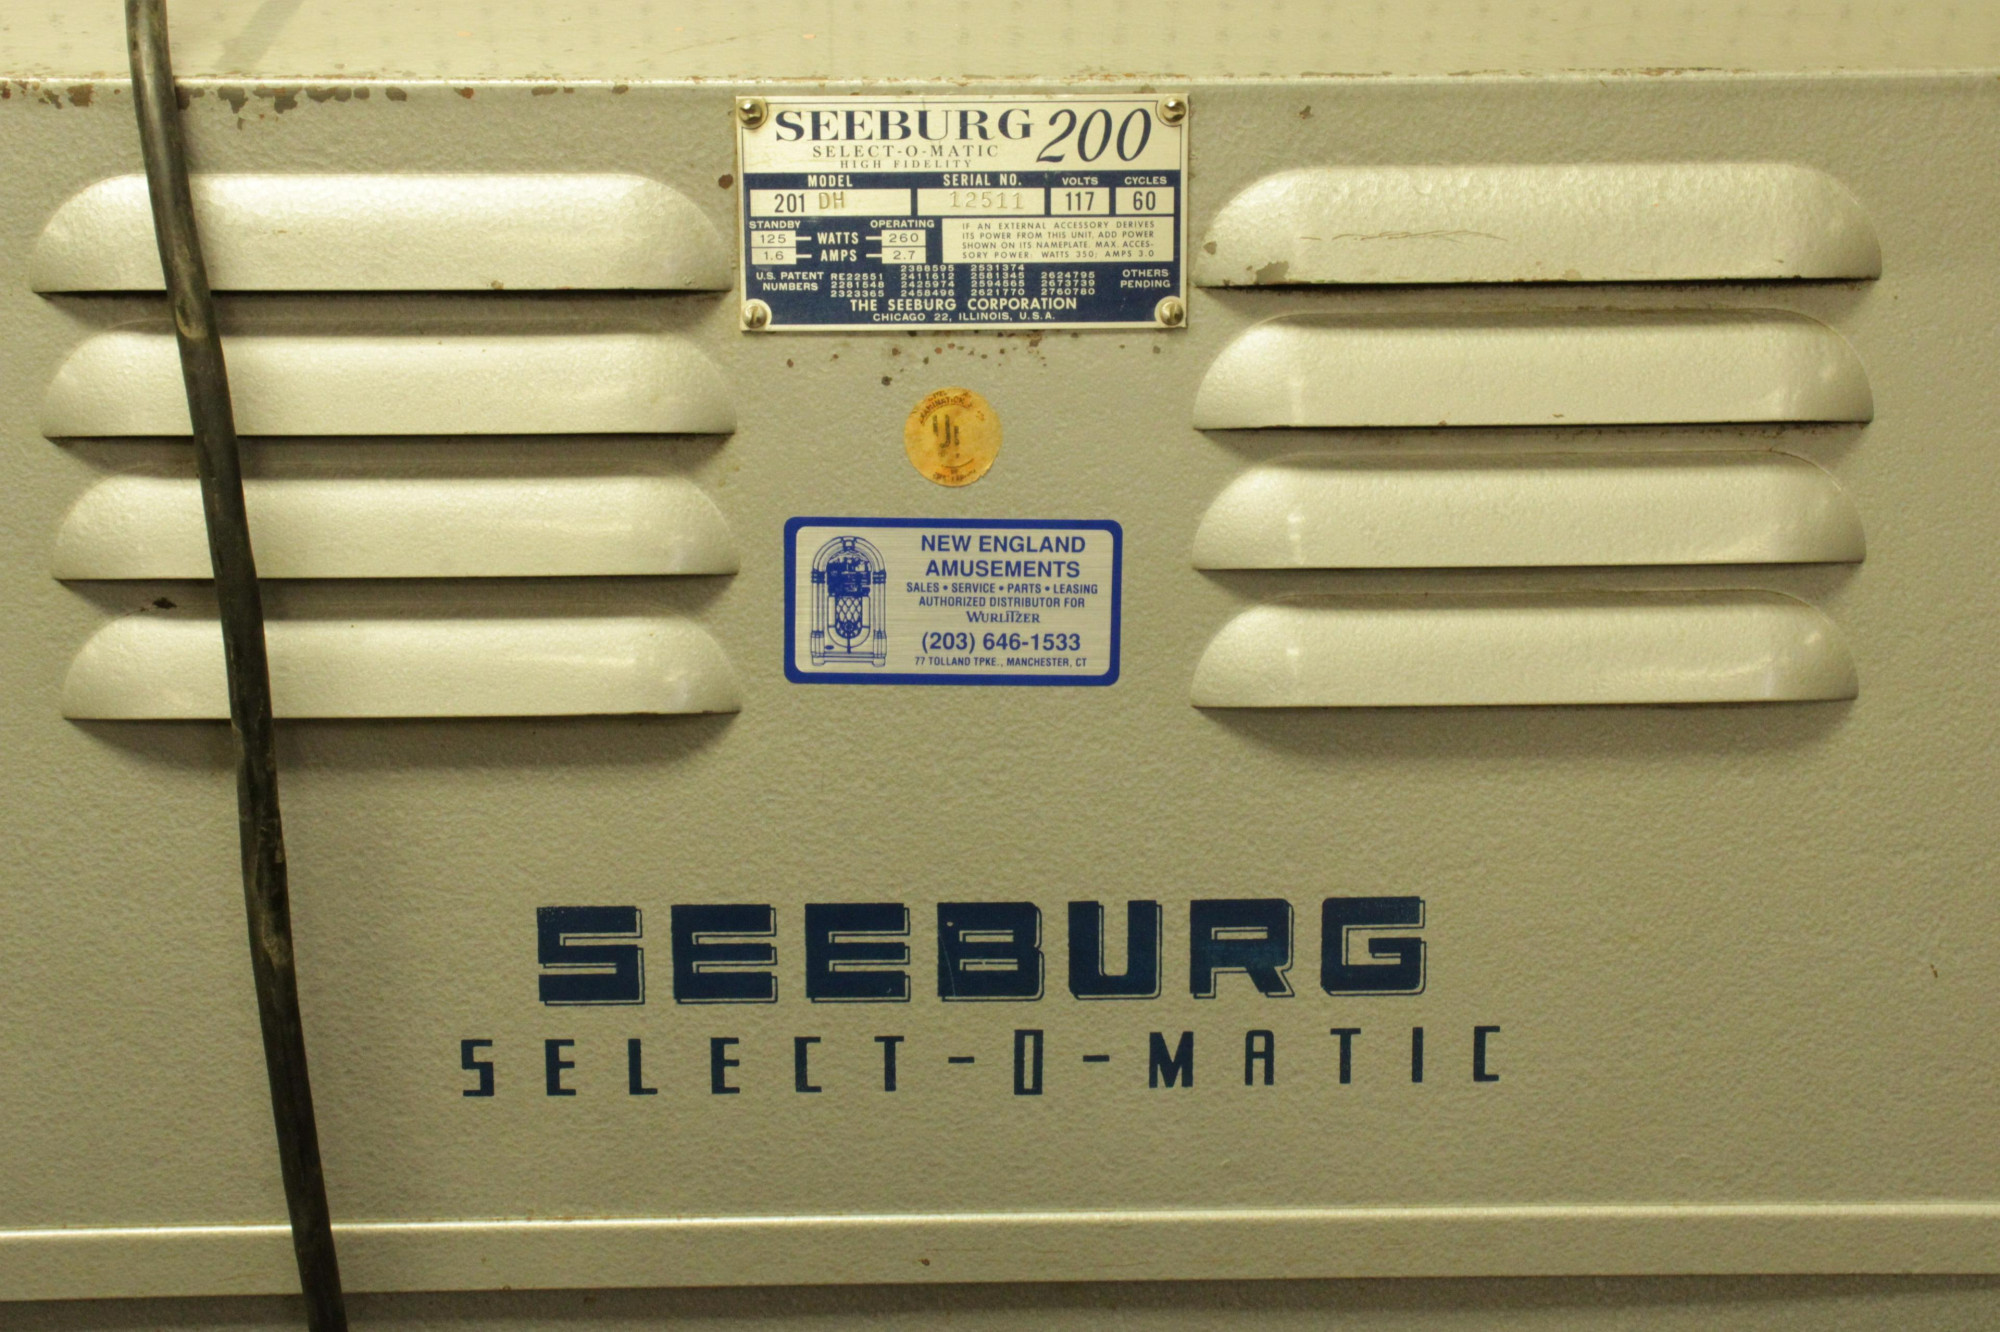 SEEBURG 200
SELECT-O-MATIC
HIGH FIDELITY
MODEL SERIAL NO. VOLTS CYCLES
201 DH 12511 117 60
STANDBY OPERATING
125 WATTS 260
1.6 AMPS 2.7
IF AN EXTERNAL ACCESSORY DERIVES
ITS POWER FROM THIS UNIT, ADD POWER
SHOWN ON ITS NAMEPLATE. MAX. ACCES-
SORY POWER: WATTS 350; AMPS 3.0
U.S. PATENT NUMBERS
RE22551 2388595 2531374
2281548 2411612 2581345 2624795
2323365 2425974 2594865 2673739
2458496 2621770 2760780
OTHERS PENDING
THE SEEBURG CORPORATION
CHICAGO 22, ILLINOIS, U.S.A.
NEW ENGLAND
AMUSEMENTS
SALES • SERVICE • PARTS • LEASING
AUTHORIZED DISTRIBUTOR FOR
WURLITZER
(203) 646-1533
77 TOLLAND TPKE., MANCHESTER, CT
SEEBURG
SELECT-O-MATIC